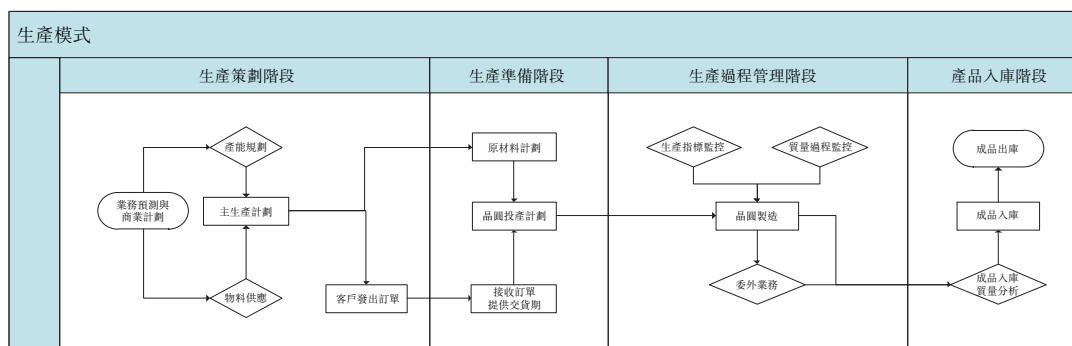 生產模式
生產策劃階段
生產準備階段
生產過程管理階段
產品入庫階段
產能規劃
業務預測與
商業計劃
主生產計劃
物料供應
客戶發出訂單
原材料計劃
晶圓投產計劃
接收訂單
提供交貨期
生產指標監控
質量過程監控
晶圓製造
委外業務
成品出庫
成品入庫
成品入庫
質量分析